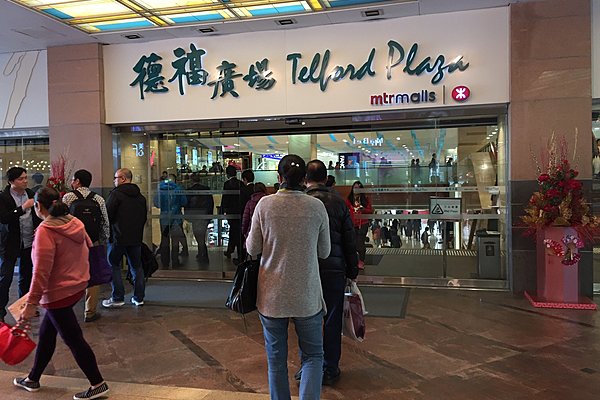 德福廣場 Telford Plaza
mtrmalls